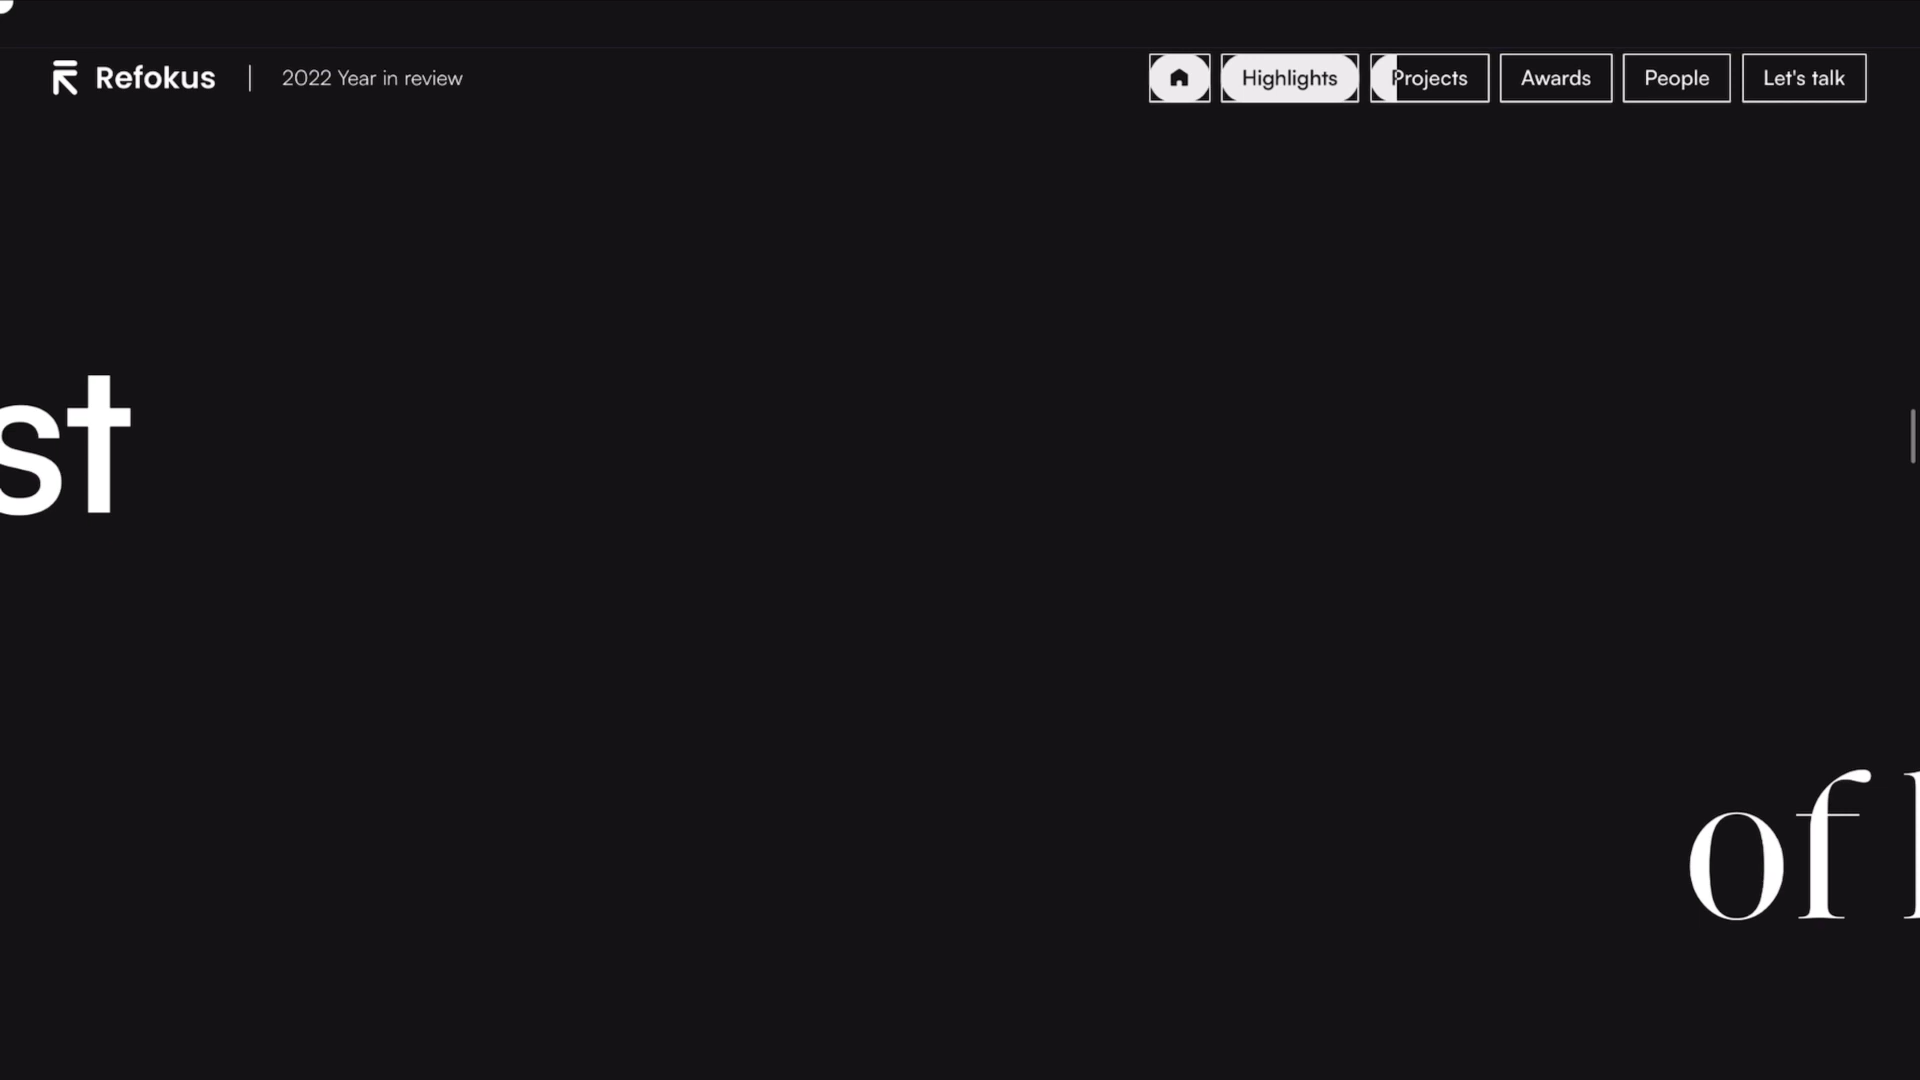 Refokus 2022 Year in review Highlights Projects Awards People Let's talk
st
of